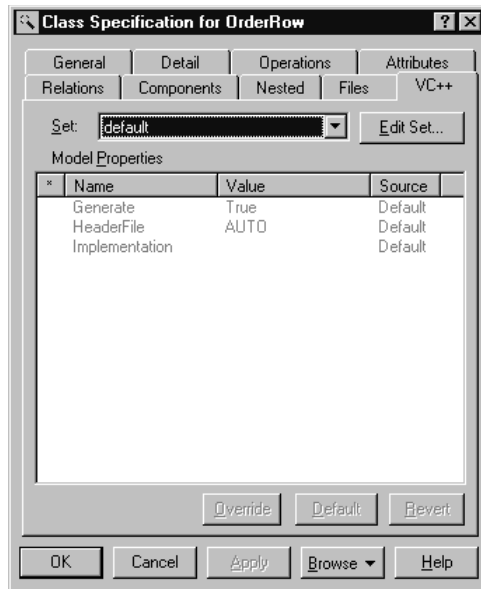 Class Specification for OrderRow
General Detail Operations Attributes
Relations Components Nested Files VC++
Set: default Edit Set...
Model Properties
* Name Value Source
Generate True Default
HeaderFile AUTO Default
Implementation Default
Override Default Revert
OK Cancel Apply Browse Help